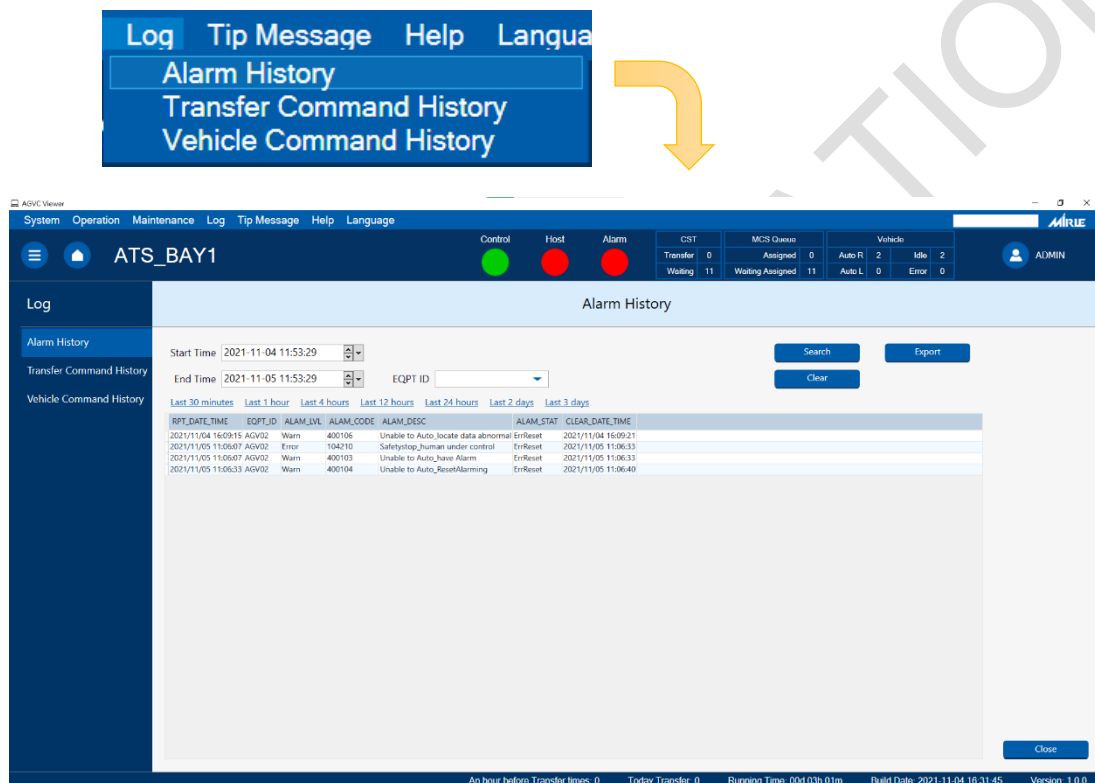 Log Tip Message Help Langua
Alarm History
Transfer Command History
Vehicle Command History
AGVC Viewer
System Operation Maintenance Log Tip Message Help Language
MİRLE
ATS_BAY1
Control Host Alarm
CST MCS Queue Vehicle
Transfer 0 Assigned 0 Auto R 2 Idle 2
Waiting 11 Waiting Assigned 11 Auto L 0 Error 0
ADMIN
Log
Alarm History
Alarm History
Transfer Command History
Vehicle Command History
Start Time 2021-11-04 11:53:29
Search Export
End Time 2021-11-05 11:53:29 EQPT ID
Clear
Last 30 minutes Last 1 hour Last 4 hours Last 12 hours Last 24 hours Last 2 days Last 3 days
RPT_DATE_TIME EQPT_ID ALAM_LVL ALAM_CODE ALAM_DESC ALAM_STAT CLEAR_DATE_TIME
2021/11/04 16:09:15 AGV02 Warn 400106 Unable to Auto_locate data abnormal ErrReset 2021/11/04 16:09:21
2021/11/05 11:06:07 AGV02 Error 104210 Safetystop_human under control ErrReset 2021/11/05 11:06:33
2021/11/05 11:06:07 AGV02 Warn 400103 Unable to Auto_have Alarm ErrReset 2021/11/05 11:06:33
2021/11/05 11:06:33 AGV02 Warn 400104 Unable to Auto_ResetAlarming ErrReset 2021/11/05 11:06:40
Close
An hour before Transfer times: 0 Today Transfer: 0 Running Time: 00d 03h 01m Build Date: 2021-11-04 16:31:45 Version: 1.0.0